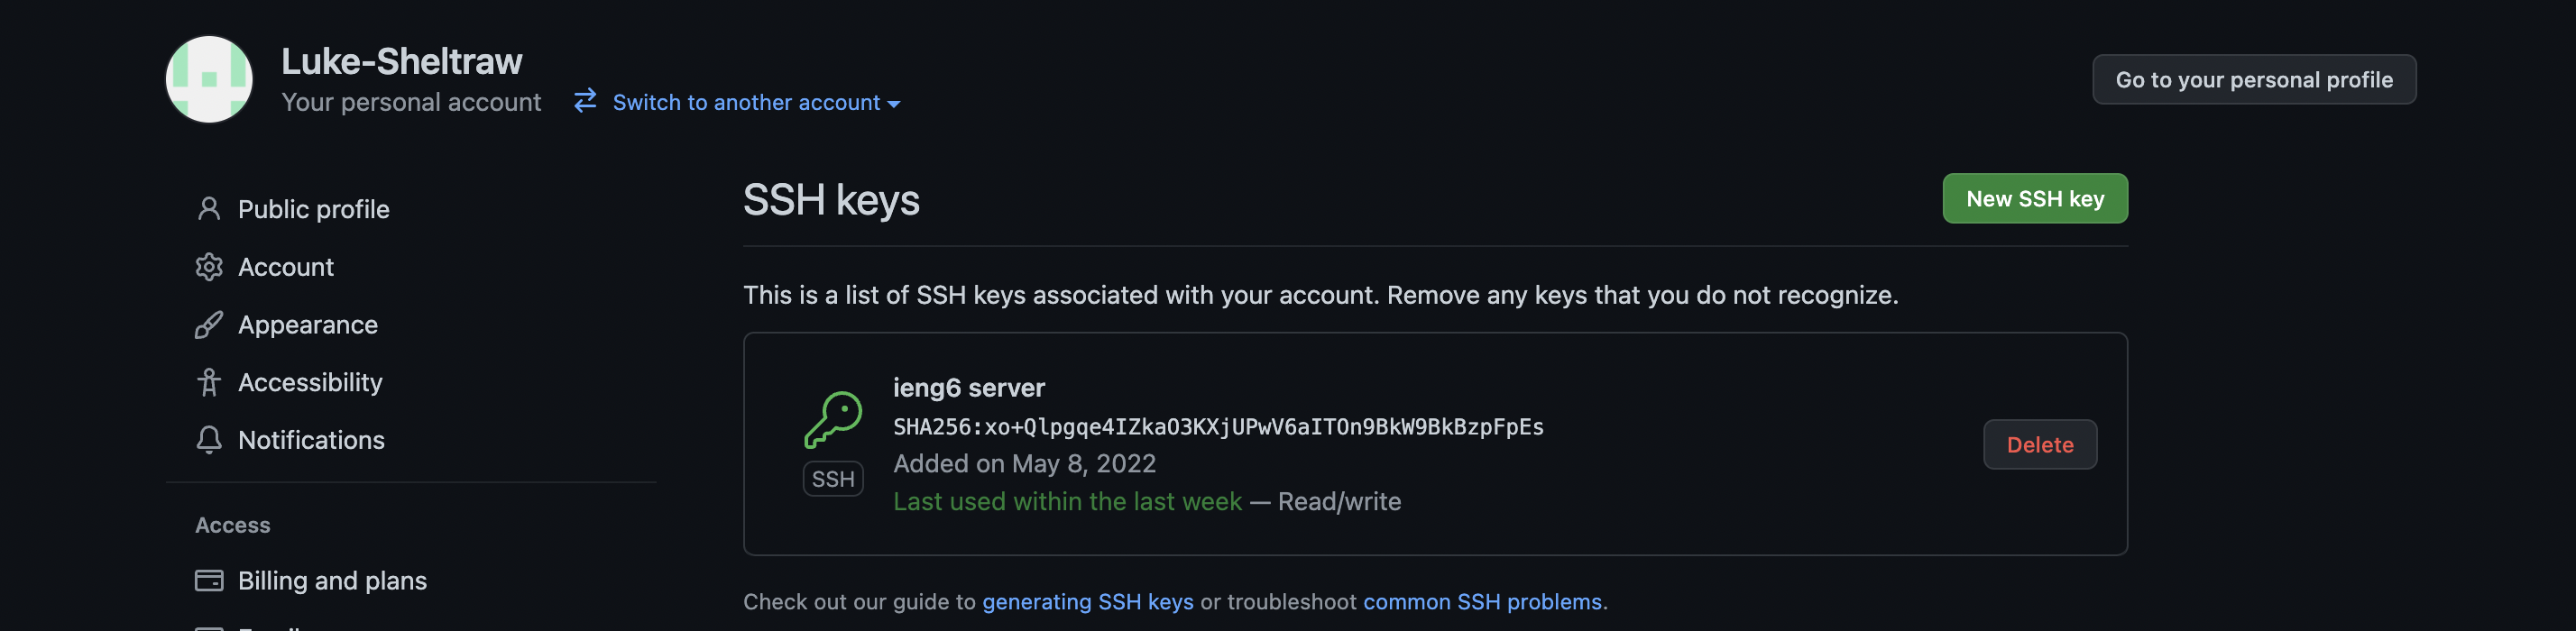 Luke-Sheltraw
Your personal account
Switch to another account
Go to your personal profile
Public profile
Account
Appearance
Accessibility
Notifications
Access
Billing and plans
SSH keys
New SSH key
This is a list of SSH keys associated with your account. Remove any keys that you do not recognize.
ieng6 server
SHA256:xo+Qlpgqe4IZkaO3KXjUPwV6aITOn9BkW9BkBzpFpEs
SSH
Added on May 8, 2022
Last used within the last week — Read/write
Delete
Check out our guide to generating SSH keys or troubleshoot common SSH problems.